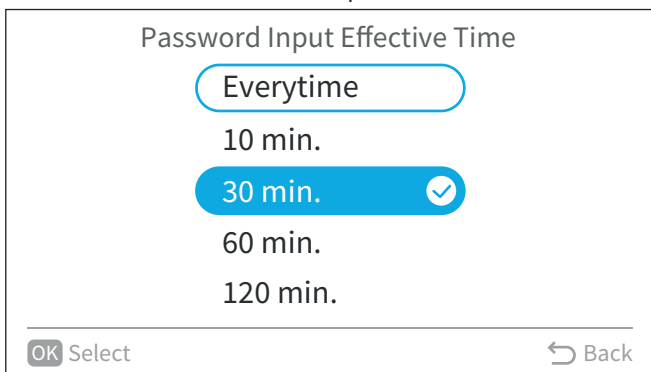 Password Input Effective Time
Everytime
10 min.
30 min.
60 min.
120 min.
OK Select
Back